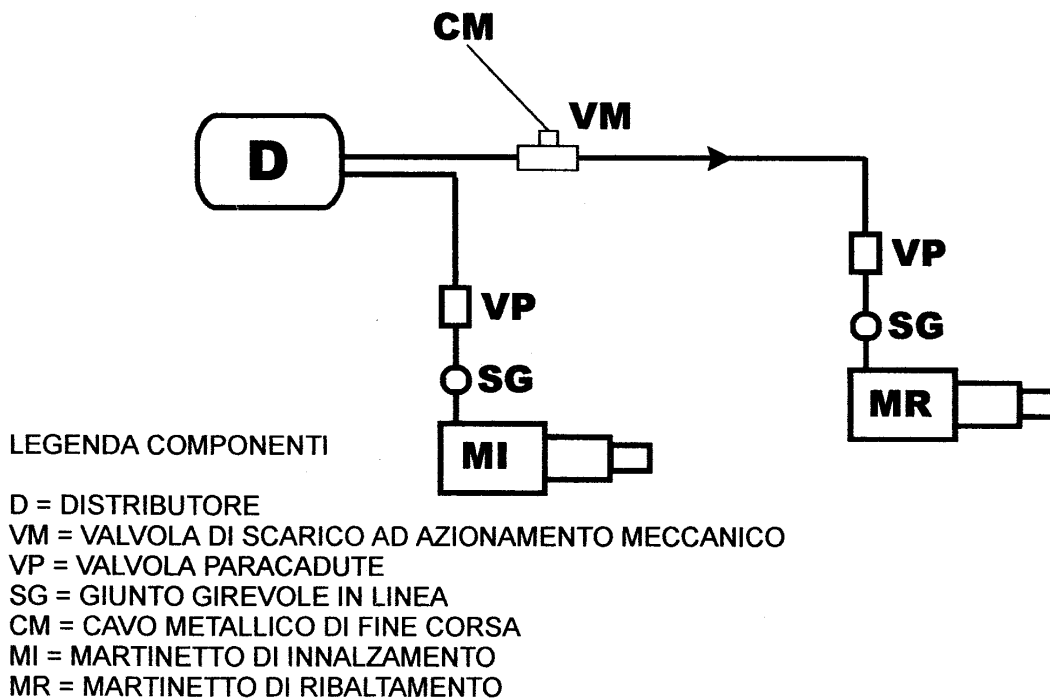 CM
VM
D
VP
VP
SG
SG
MR
MI
LEGENDA COMPONENTI
D = DISTRIBUTORE
VM = VALVOLA DI SCARICO AD AZIONAMENTO MECCANICO
VP = VALVOLA PARACADUTE
SG = GIUNTO GIREVOLE IN LINEA
CM = CAVO METALLICO DI FINE CORSA
MI = MARTINETTO DI INNALZAMENTO
MR = MARTINETTO DI RIBALTAMENTO